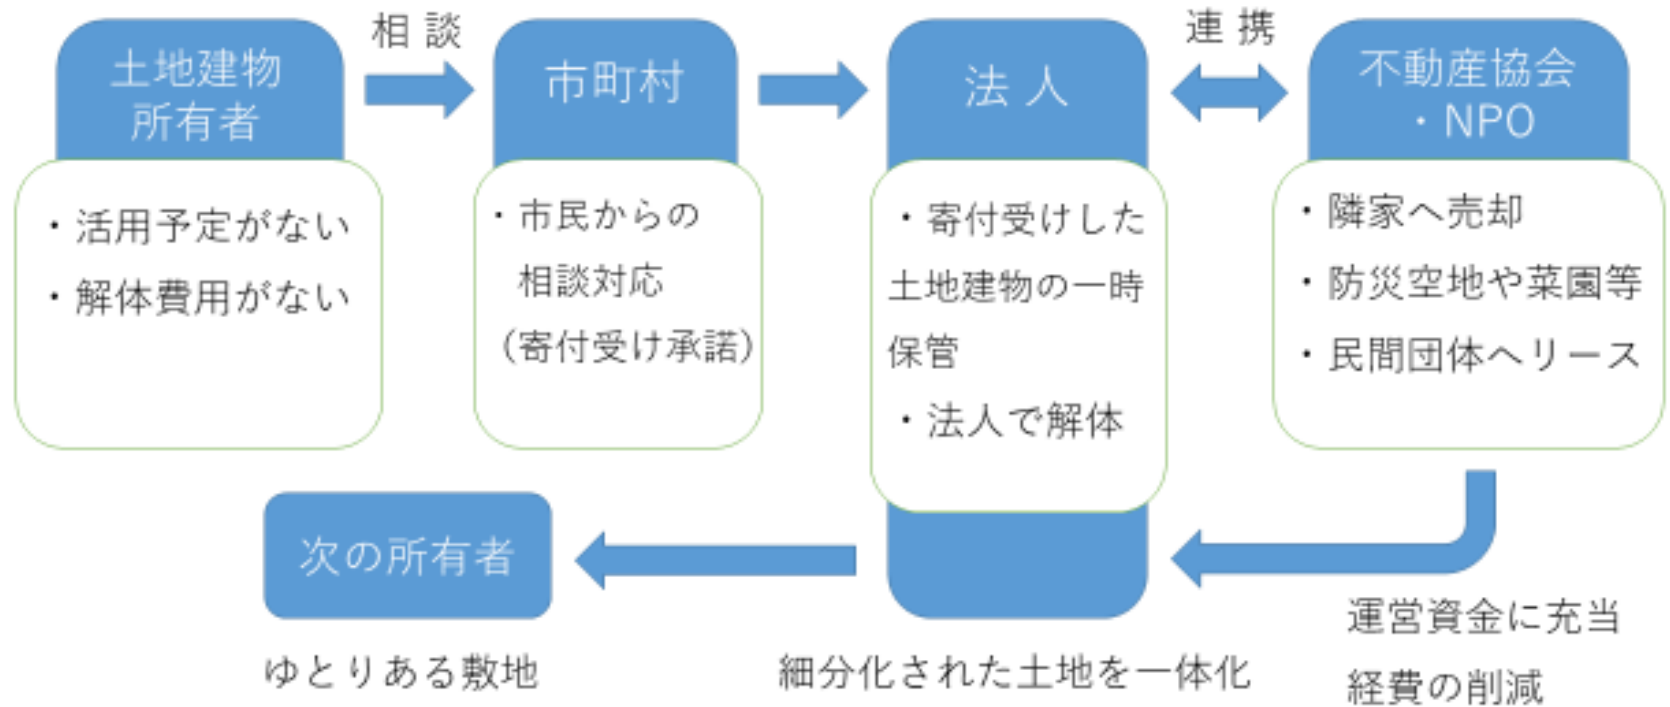 土地建物
所有者
・活用予定がない
・解体費用がない
相談
市町村
・市民からの
相談対応
（寄付受け承諾）
法人
・寄付受けした
土地建物の一時
保管
・法人で解体
連携
不動産協会
・NPO
・隣家へ売却
・防災空地や菜園等
・民間団体へリース
運営資金に充当
経費の削減
細分化された土地を一体化
次の所有者
ゆとりある敷地